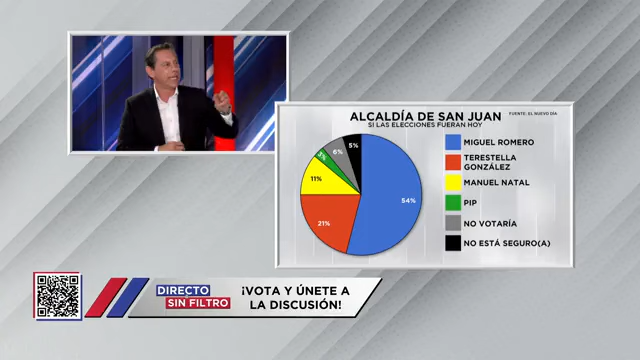 ALCALDÍA DE SAN JUAN
FUENTE: EL NUEVO DÍA
SI LAS ELECCIONES FUERAN HOY
5%
6%
3%
11%
21%
54%
MIGUEL ROMERO
TERESTELLA
GONZÁLEZ
MANUEL NATAL
PIP
NO VOTARÍA
NO ESTÁ SEGURO(A)
DIRECTO
SIN FILTRO
¡VOTA Y ÚNETE A
LA DISCUSIÓN!